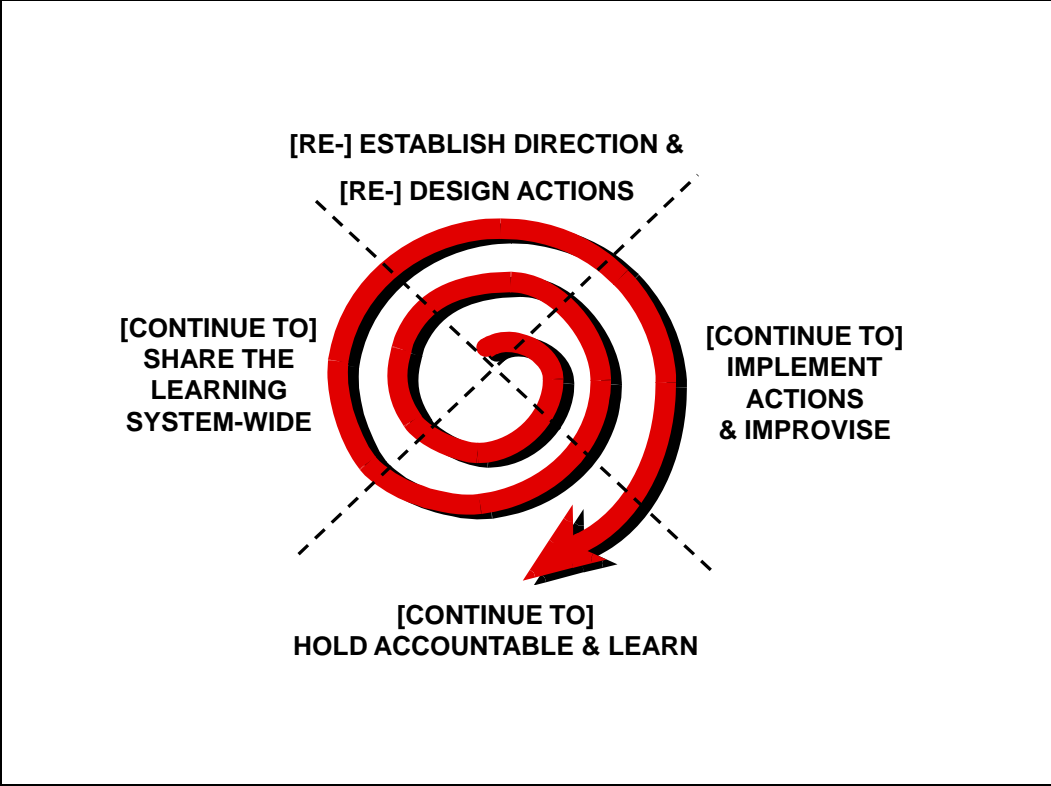 [RE-] ESTABLISH DIRECTION &
[RE-] DESIGN ACTIONS
[CONTINUE TO]
SHARE THE
LEARNING
SYSTEM-WIDE
[CONTINUE TO]
IMPLEMENT
ACTIONS
& IMPROVISE
[CONTINUE TO]
HOLD ACCOUNTABLE & LEARN